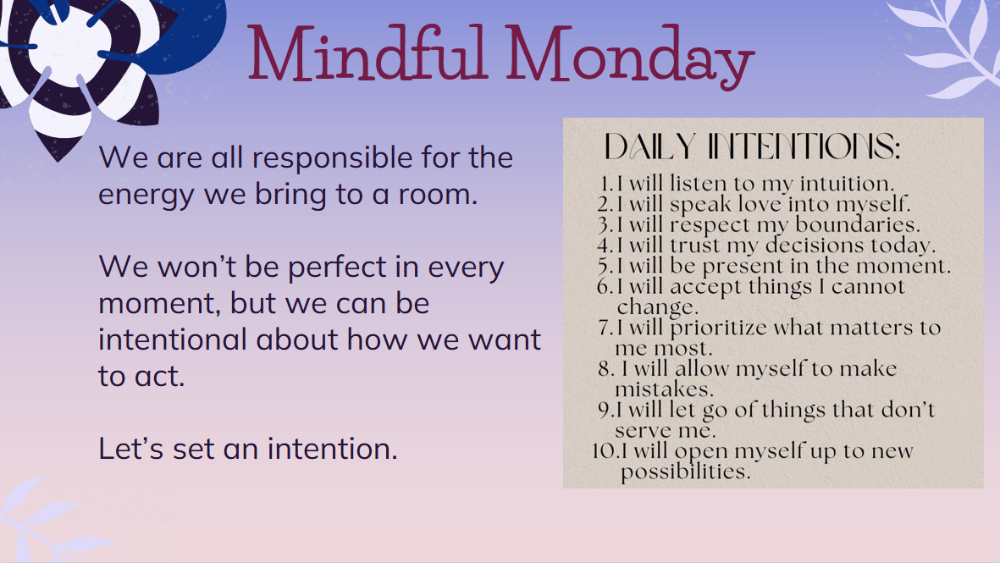 Mindful Monday
We are all responsible for the
energy we bring to a room.
We won’t be perfect in every
moment, but we can be
intentional about how we want
to act.
Let’s set an intention.
DAILY INTENTIONS:
1.I will listen to my intuition.
2.I will speak love into myself.
3.I will respect my boundaries.
4.I will trust my decisions today.
5.I will be present in the moment.
6.I will accept things I cannot
change.
7.I will prioritize what matters to
me most.
8. I will allow myself to make
mistakes.
9.I will let go of things that don’t
serve me.
10.I will open myself up to new
possibilities.